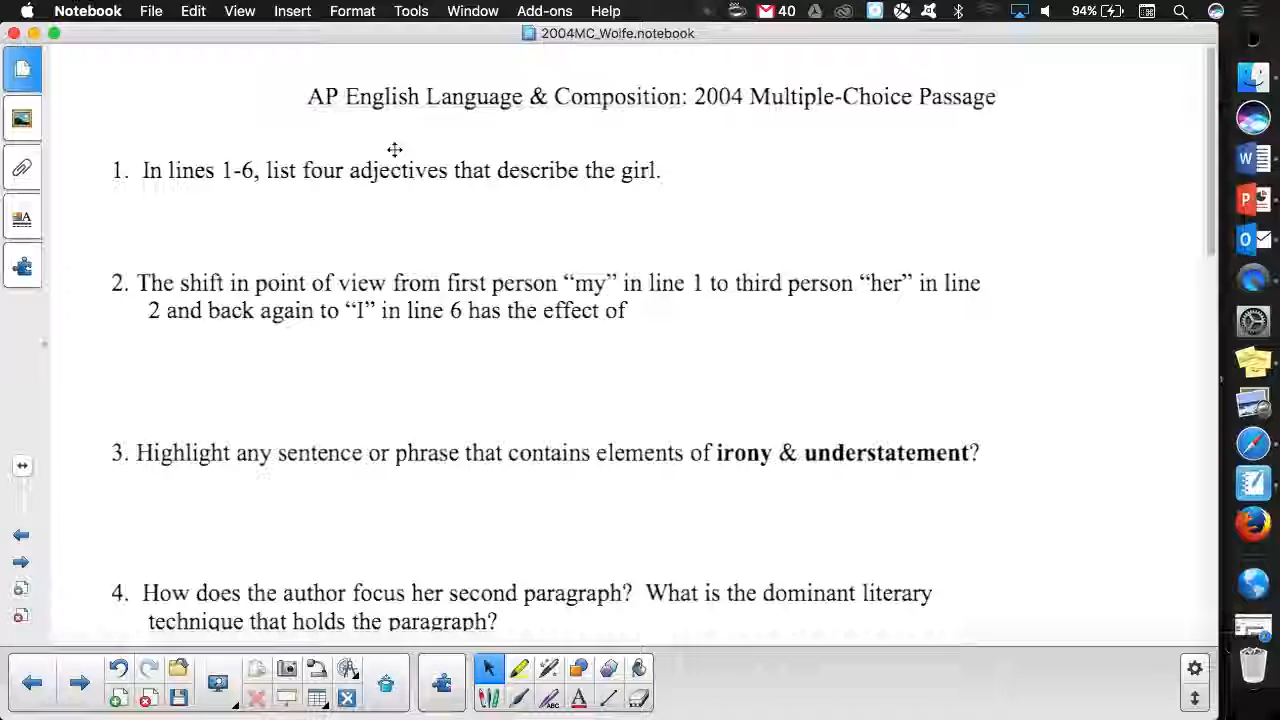 Notebook File Edit View Insert Format Tools Window Add-ons Help 40 94%
2004MC_Wolfe.notebook
AP English Language & Composition: 2004 Multiple-Choice Passage
1. In lines 1-6, list four adjectives that describe the girl.
2. The shift in point of view from first person “my” in line 1 to third person “her” in line
2 and back again to “I” in line 6 has the effect of
3. Highlight any sentence or phrase that contains elements of irony & understatement?
4. How does the author focus her second paragraph? What is the dominant literary
technique that holds the paragraph?